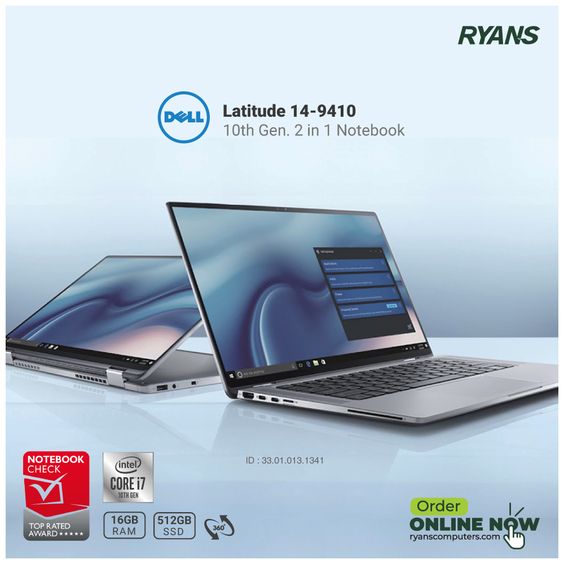 RYANS
DELL
Latitude 14-9410
10th Gen. 2 in 1 Notebook
ID : 33.01.013.1341
NOTEBOOK
CHECK
TOP RATED
AWARD ★★★★★
intel
CORE i7
10TH GEN
16GB
RAM
512GB
SSD
360°
Order
ONLINE NOW
ryanscomputers.com